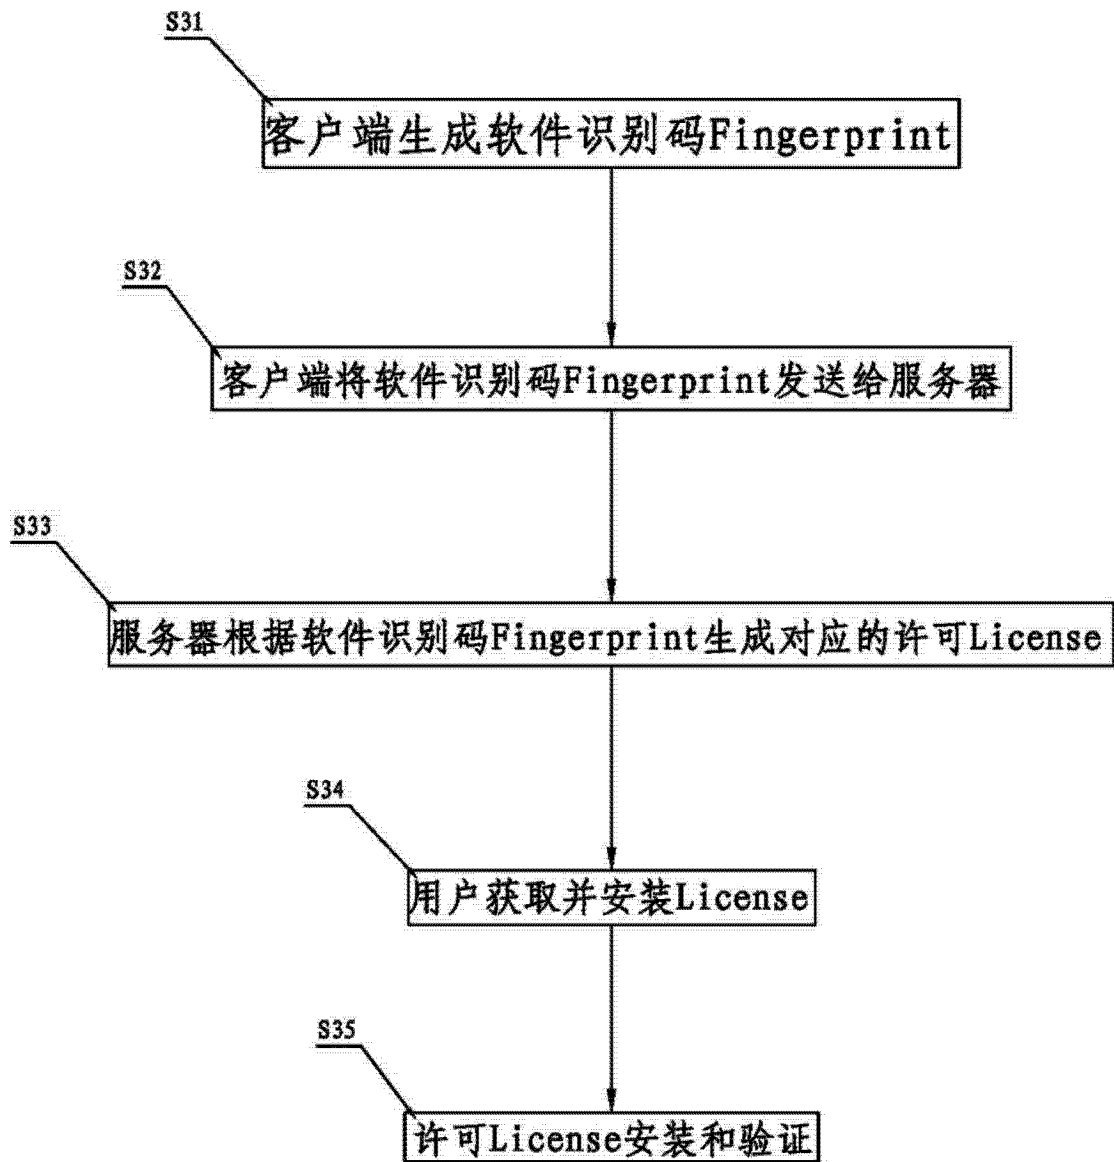 S31
客户端生成软件识别码Fingerprint
S32
客户端将软件识别码Fingerprint发送给服务器
S33
服务器根据软件识别码Fingerprint生成对应的许可License
S34
用户获取并安装License
S35
许可License安装和验证